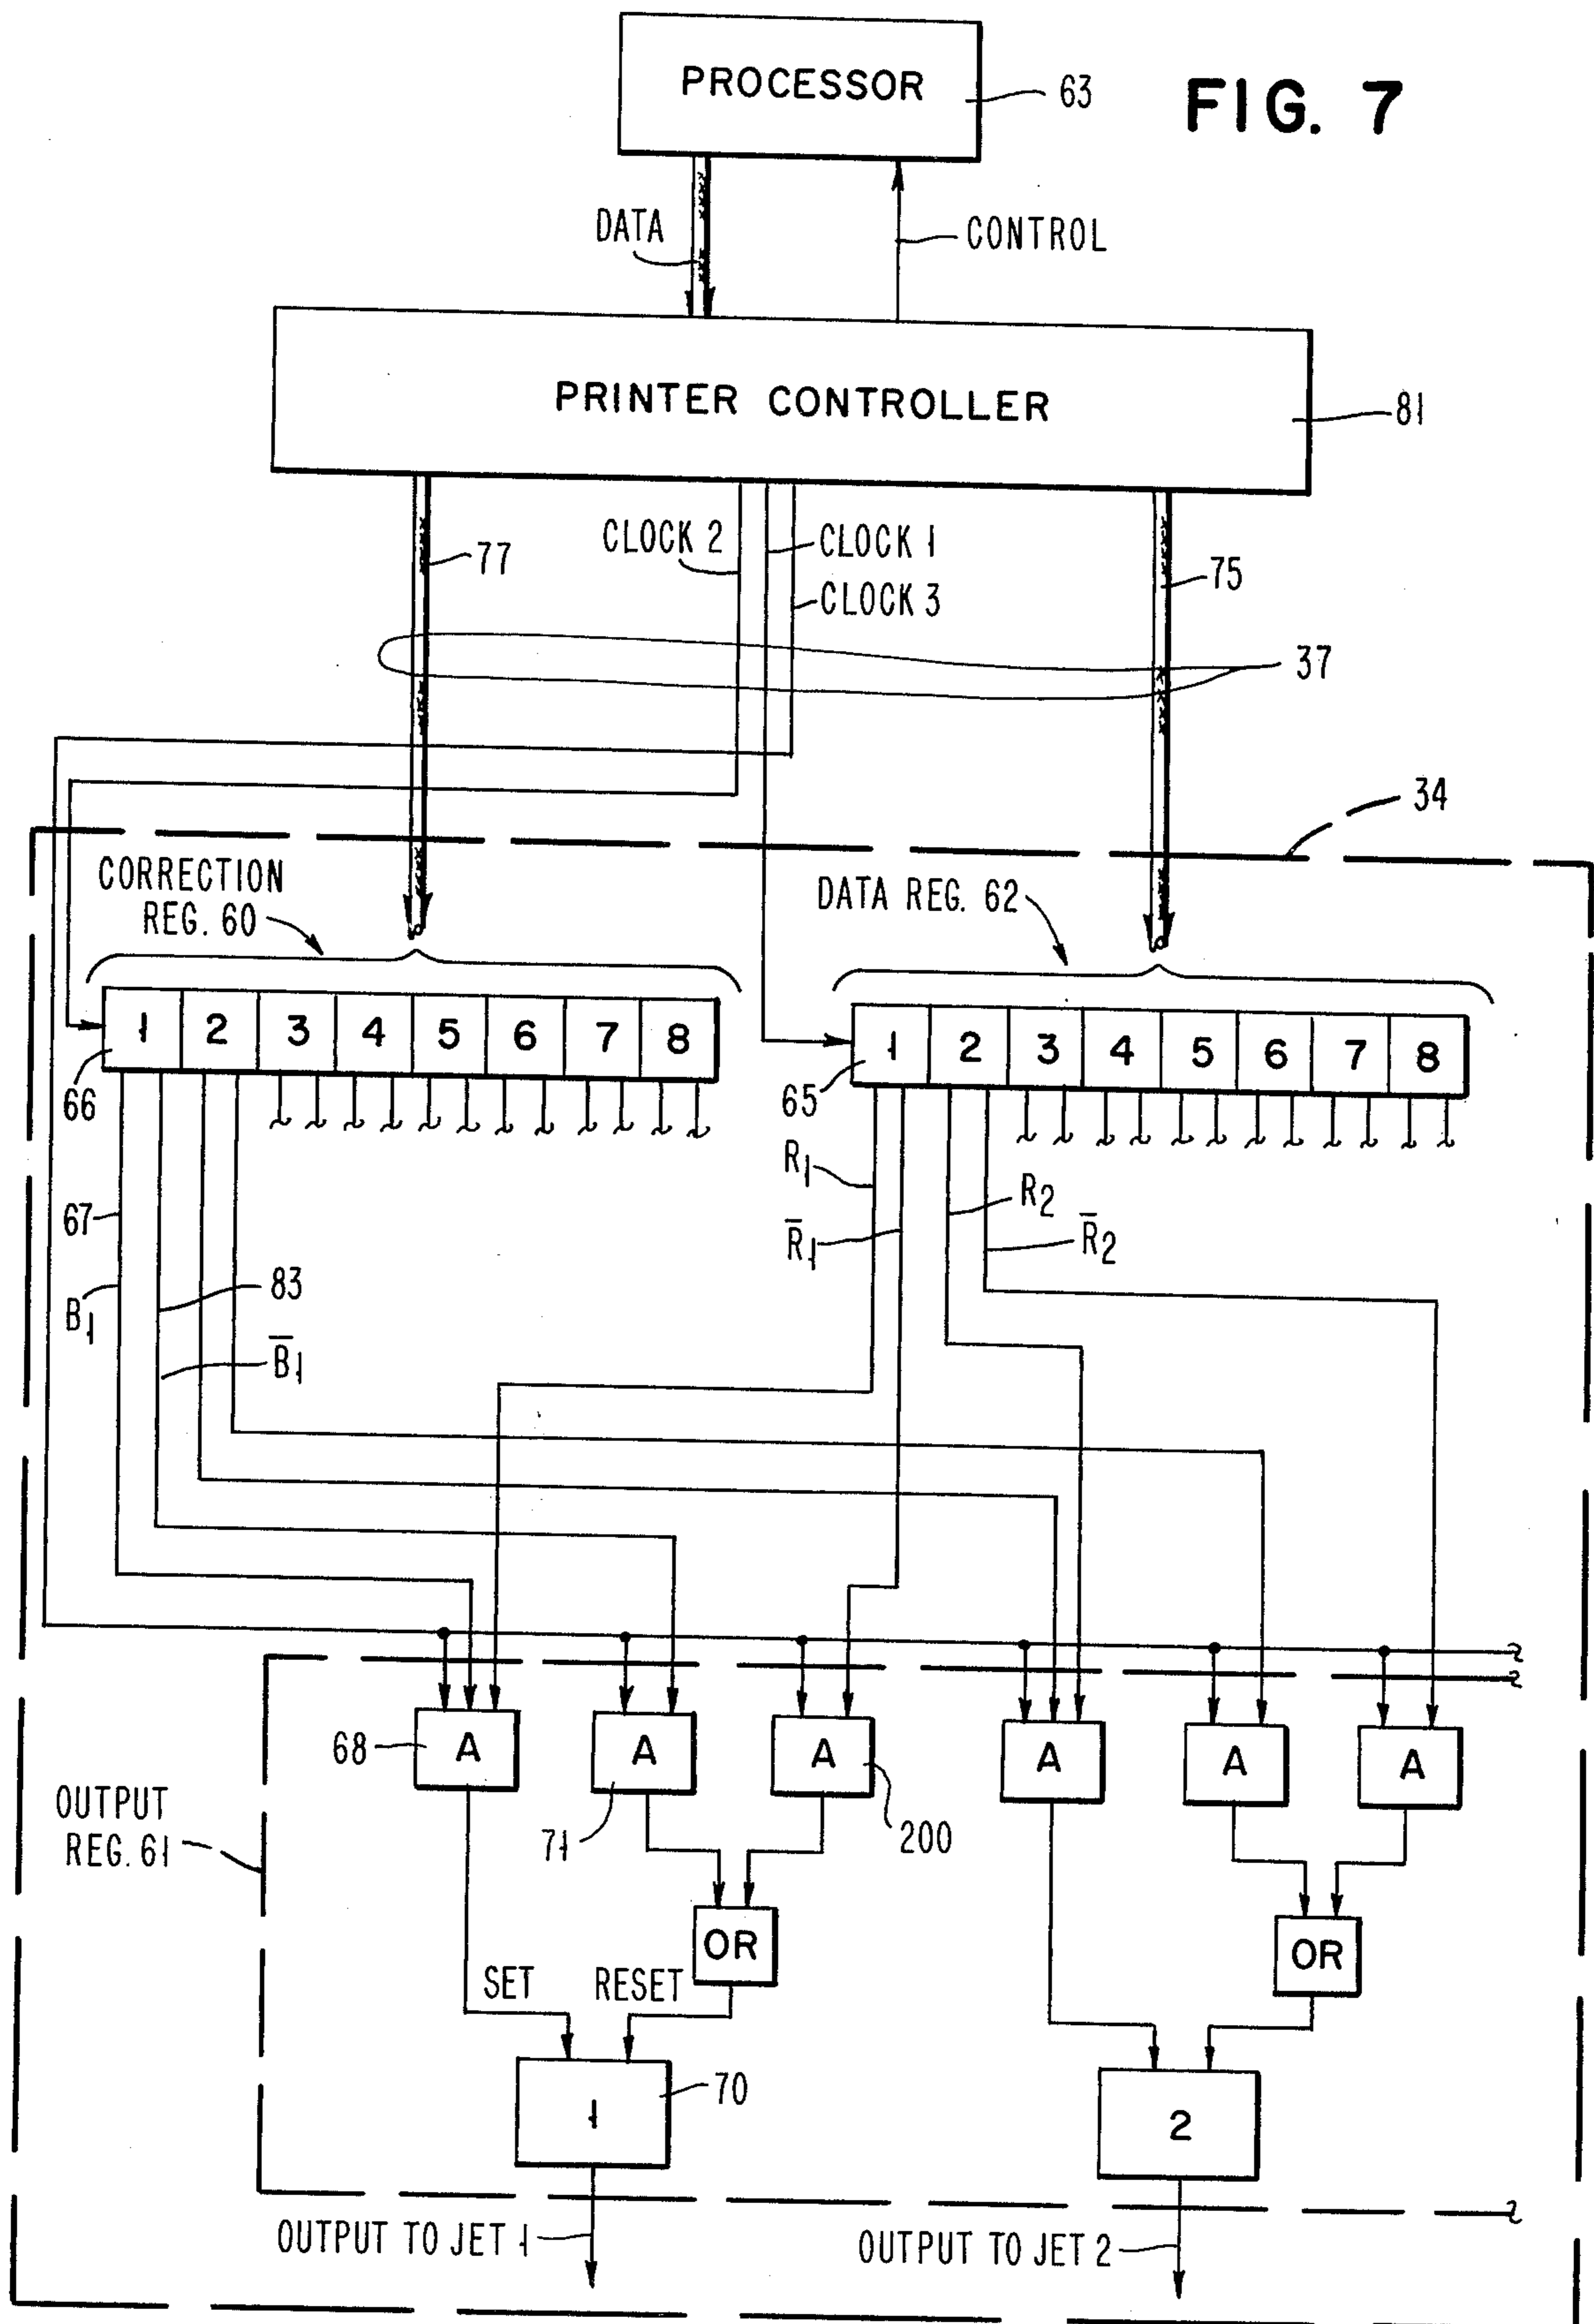 FIG. 7
PROCESSOR
63
DATA
CONTROL
PRINTER CONTROLLER
81
77
CLOCK 2
CLOCK 1
CLOCK 3
75
37
34
CORRECTION
REG. 60
DATA REG. 62
1 2 3 4 5 6 7 8
1 2 3 4 5 6 7 8
66
65
R1
R̅1
R2
R̅2
67
B1
83
B̅1
68
A
A
A
A
A
A
71
200
OUTPUT
REG. 61
OR
OR
SET
RESET
1
70
2
OUTPUT TO JET 1
OUTPUT TO JET 2